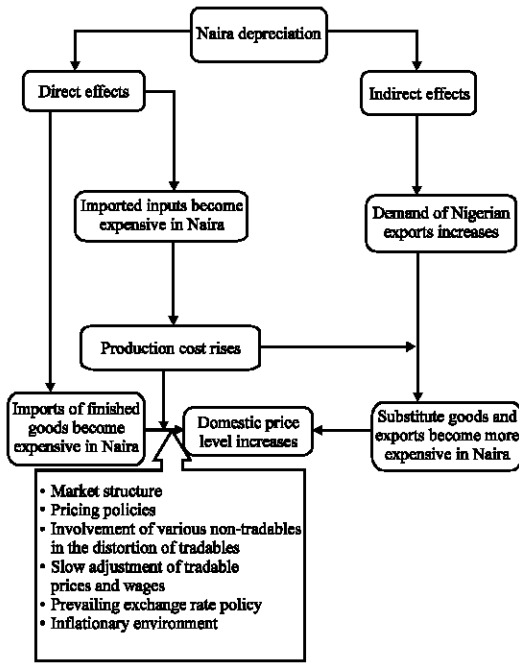 Naira depreciation
Direct effects
Indirect effects
Imported inputs become
expensive in Naira
Demand of Nigerian
exports increases
Production cost rises
Imports of finished
goods become
expensive in Naira
Domestic price
level increases
Substitute goods and
exports become more
expensive in Naira
• Market structure
• Pricing policies
• Involvement of various non-tradables
in the distortion of tradables
• Slow adjustment of tradable
prices and wages
• Prevailing exchange rate policy
• Inflationary environment